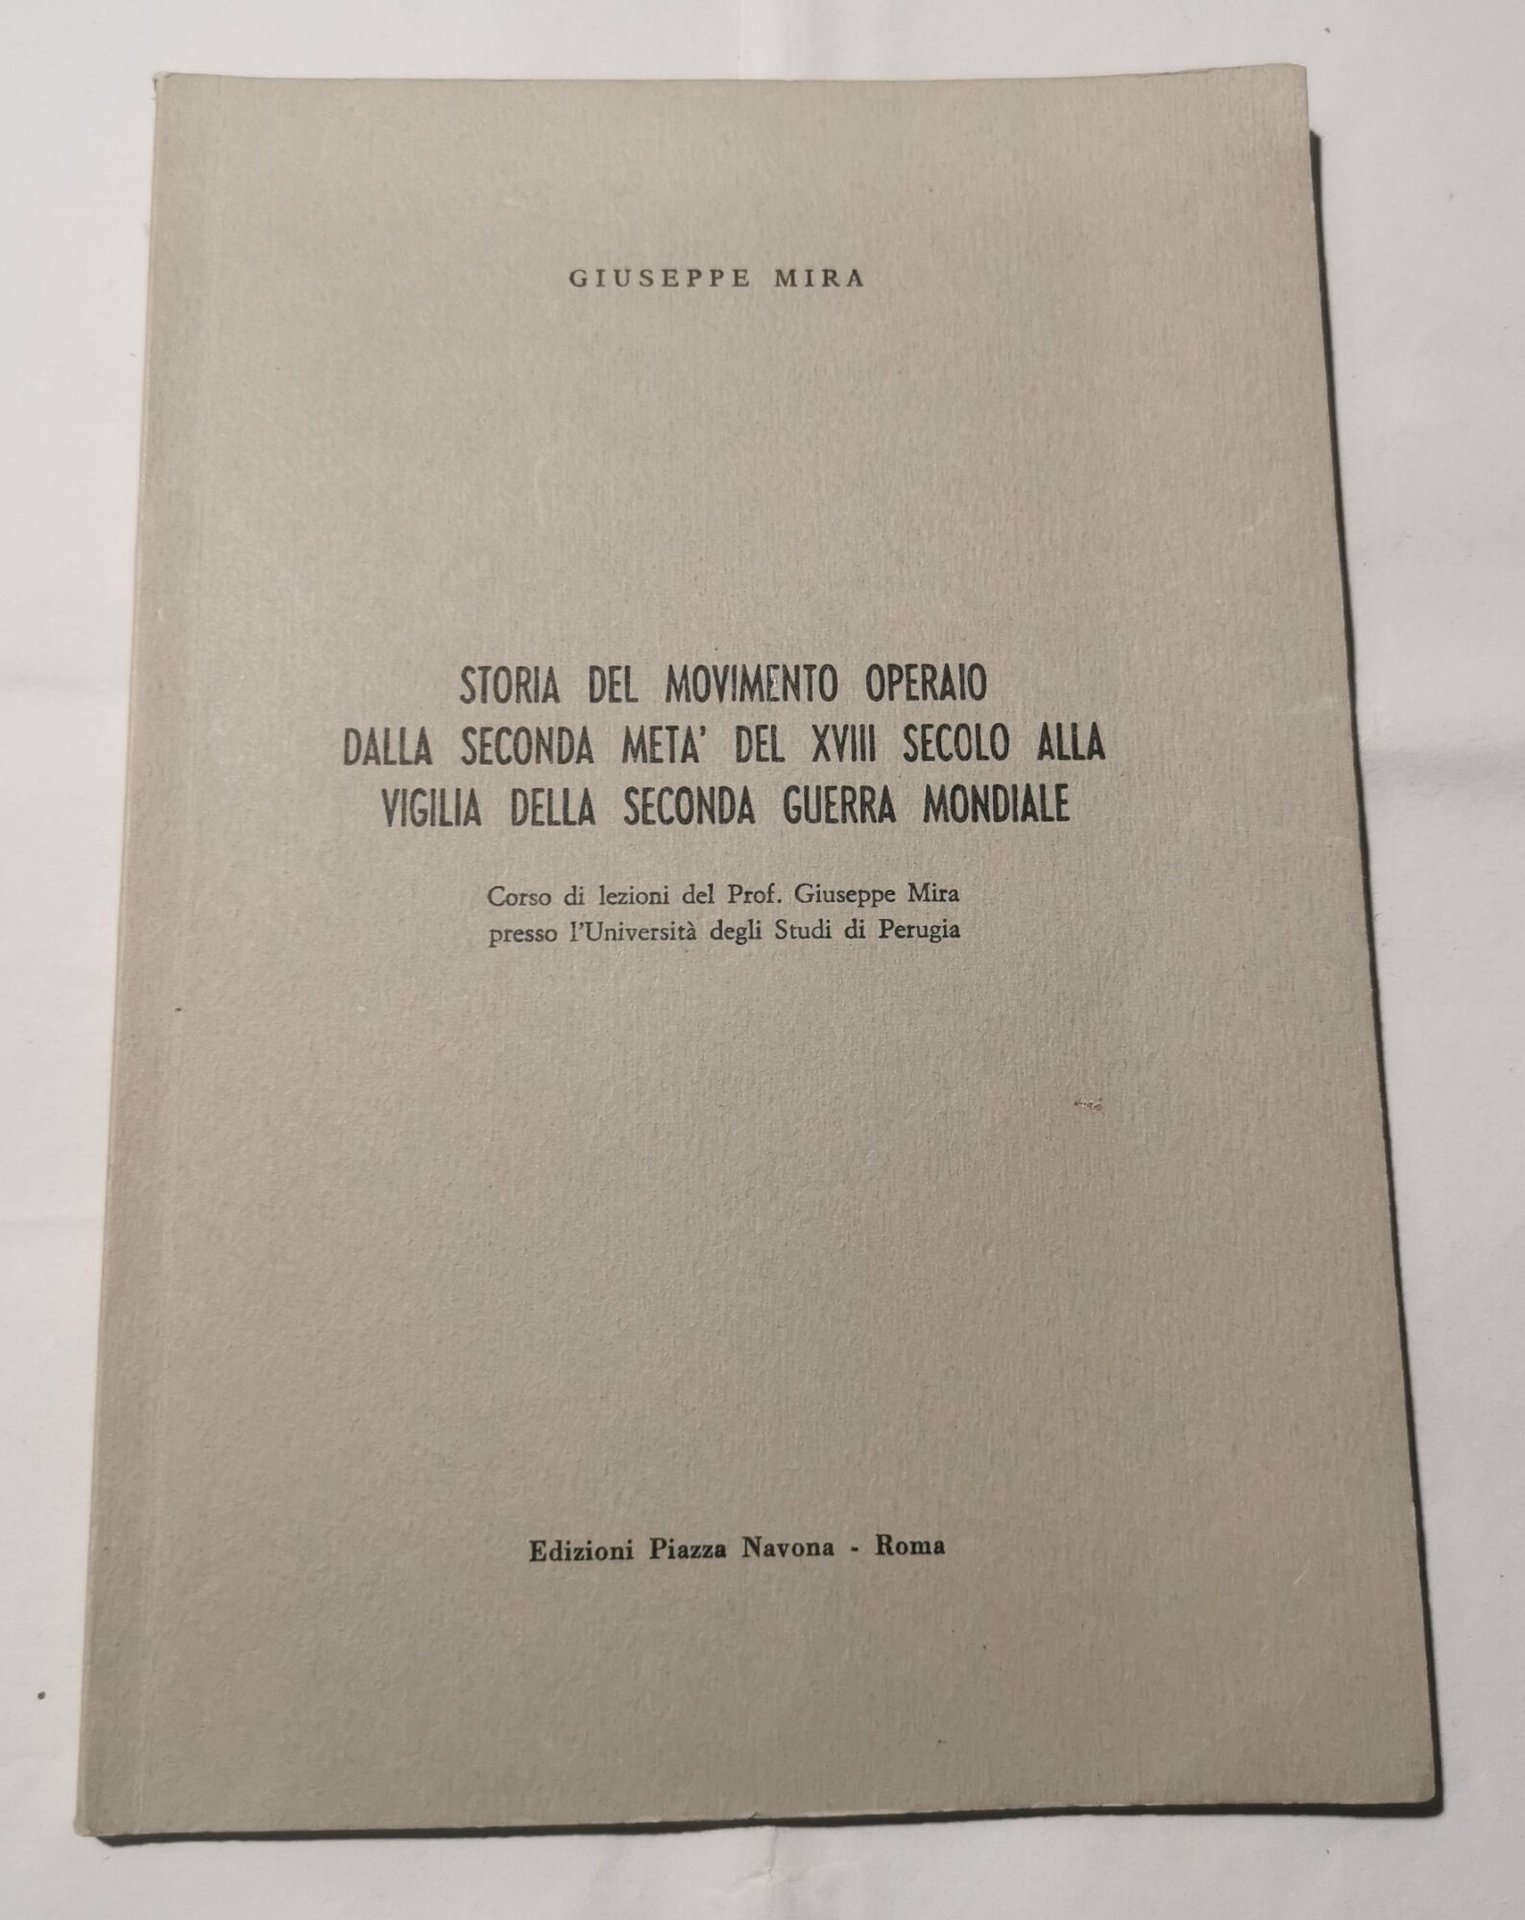 GIUSEPPE MIRA
STORIA DEL MOVIMENTO OPERAIO
DALLA SECONDA META' DEL XVIII SECOLO ALLA
VIGILIA DELLA SECONDA GUERRA MONDIALE
Corso di lezioni del Prof. Giuseppe Mira
presso l'Università degli Studi di Perugia
Edizioni Piazza Navona - Roma